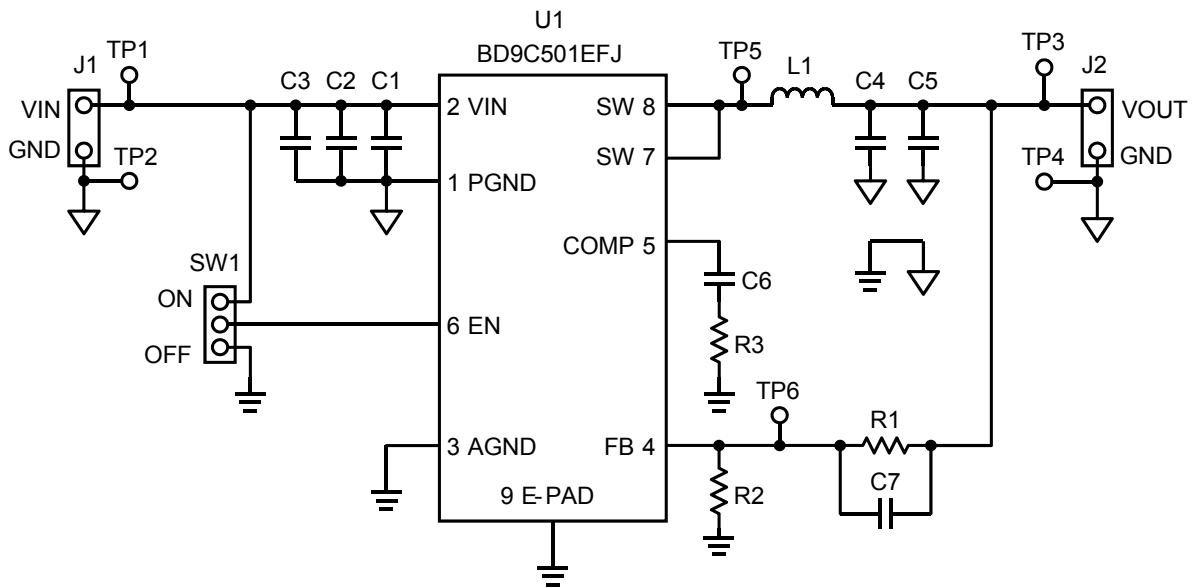 U1
BD9C501EFJ
TP1
J1
C3 C2 C1
TP5
L1
C4 C5
TP3
J2
VIN
2 VIN
SW 8
VOUT
GND
TP2
SW 7
TP4
GND
1 PGND
COMP 5
SW1
C6
ON
6 EN
R3
OFF
TP6
R1
3 AGND
FB 4
C7
9 E-PAD
R2